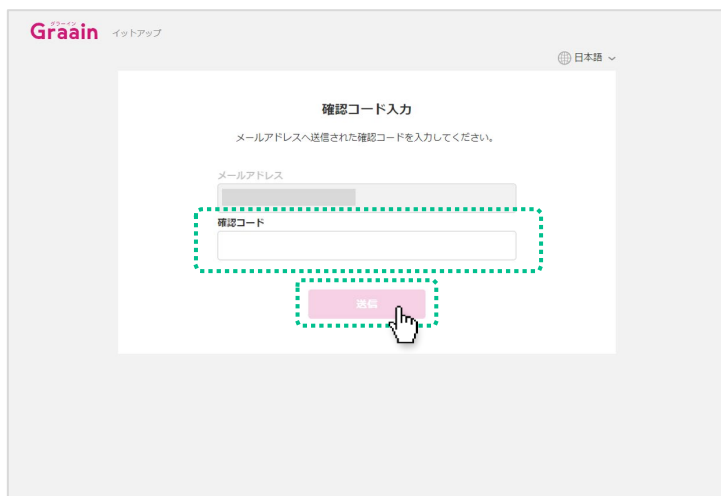 グラーイン
Graain イットアップ
日本語
確認コード入力
メールアドレスへ送信された確認コードを入力してください。
メールアドレス
確認コード
送信